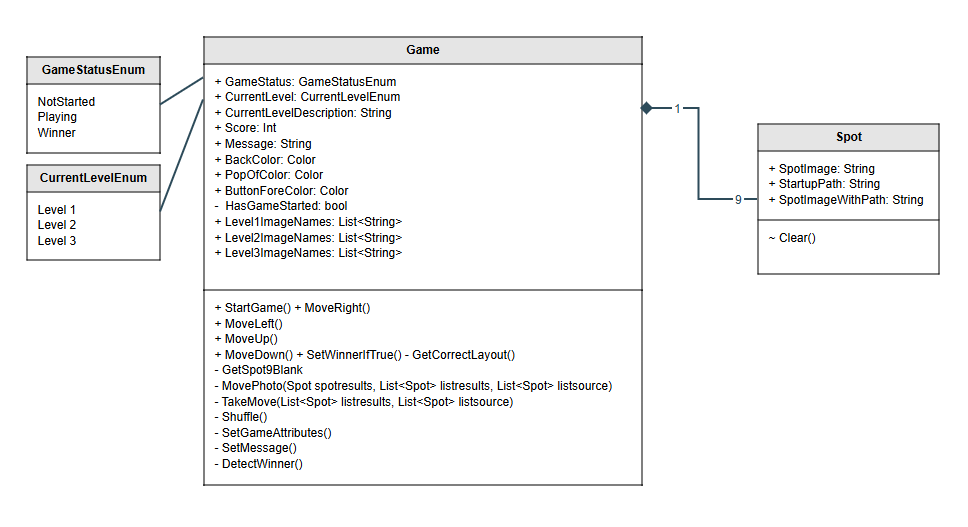 GameStatusEnum
NotStarted
Playing
Winner
CurrentLevelEnum
Level 1
Level 2
Level 3
Game
+ GameStatus: GameStatusEnum
+ CurrentLevel: CurrentLevelEnum
+ CurrentLevelDescription: String
+ Score: Int
+ Message: String
+ BackColor: Color
+ PopOfColor: Color
+ ButtonForeColor: Color
- HasGameStarted: bool
+ Level1ImageNames: List<String>
+ Level2ImageNames: List<String>
+ Level3ImageNames: List<String>
+ StartGame() + MoveRight()
+ MoveLeft()
+ MoveUp()
+ MoveDown() + SetWinnerIfTrue() - GetCorrectLayout()
- GetSpot9Blank
- MovePhoto(Spot spotresults, List<Spot> listresults, List<Spot> listsource)
- TakeMove(List<Spot> listresults, List<Spot> listsource)
- Shuffle()
- SetGameAttributes()
- SetMessage()
- DetectWinner()
1
9
Spot
+ SpotImage: String
+ StartupPath: String
+ SpotImageWithPath: String
~ Clear()